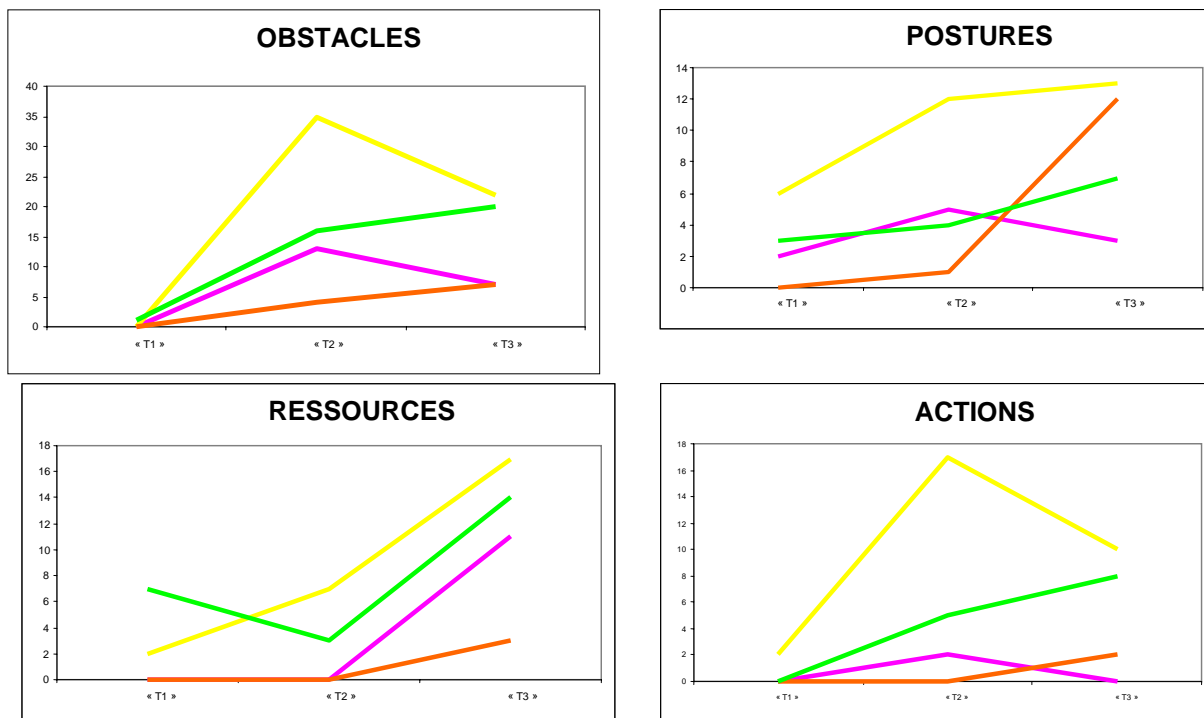 OBSTACLES
40
35
30
25
20
15
10
5
0
« T1 »
« T2 »
« T3 »
POSTURES
14
12
10
8
6
4
2
0
« T1 »
« T2 »
« T3 »
RESSOURCES
18
16
14
12
10
8
6
4
2
0
« T1 »
« T2 »
« T3 »
ACTIONS
18
16
14
12
10
8
6
4
2
0
« T1 »
« T2 »
« T3 »